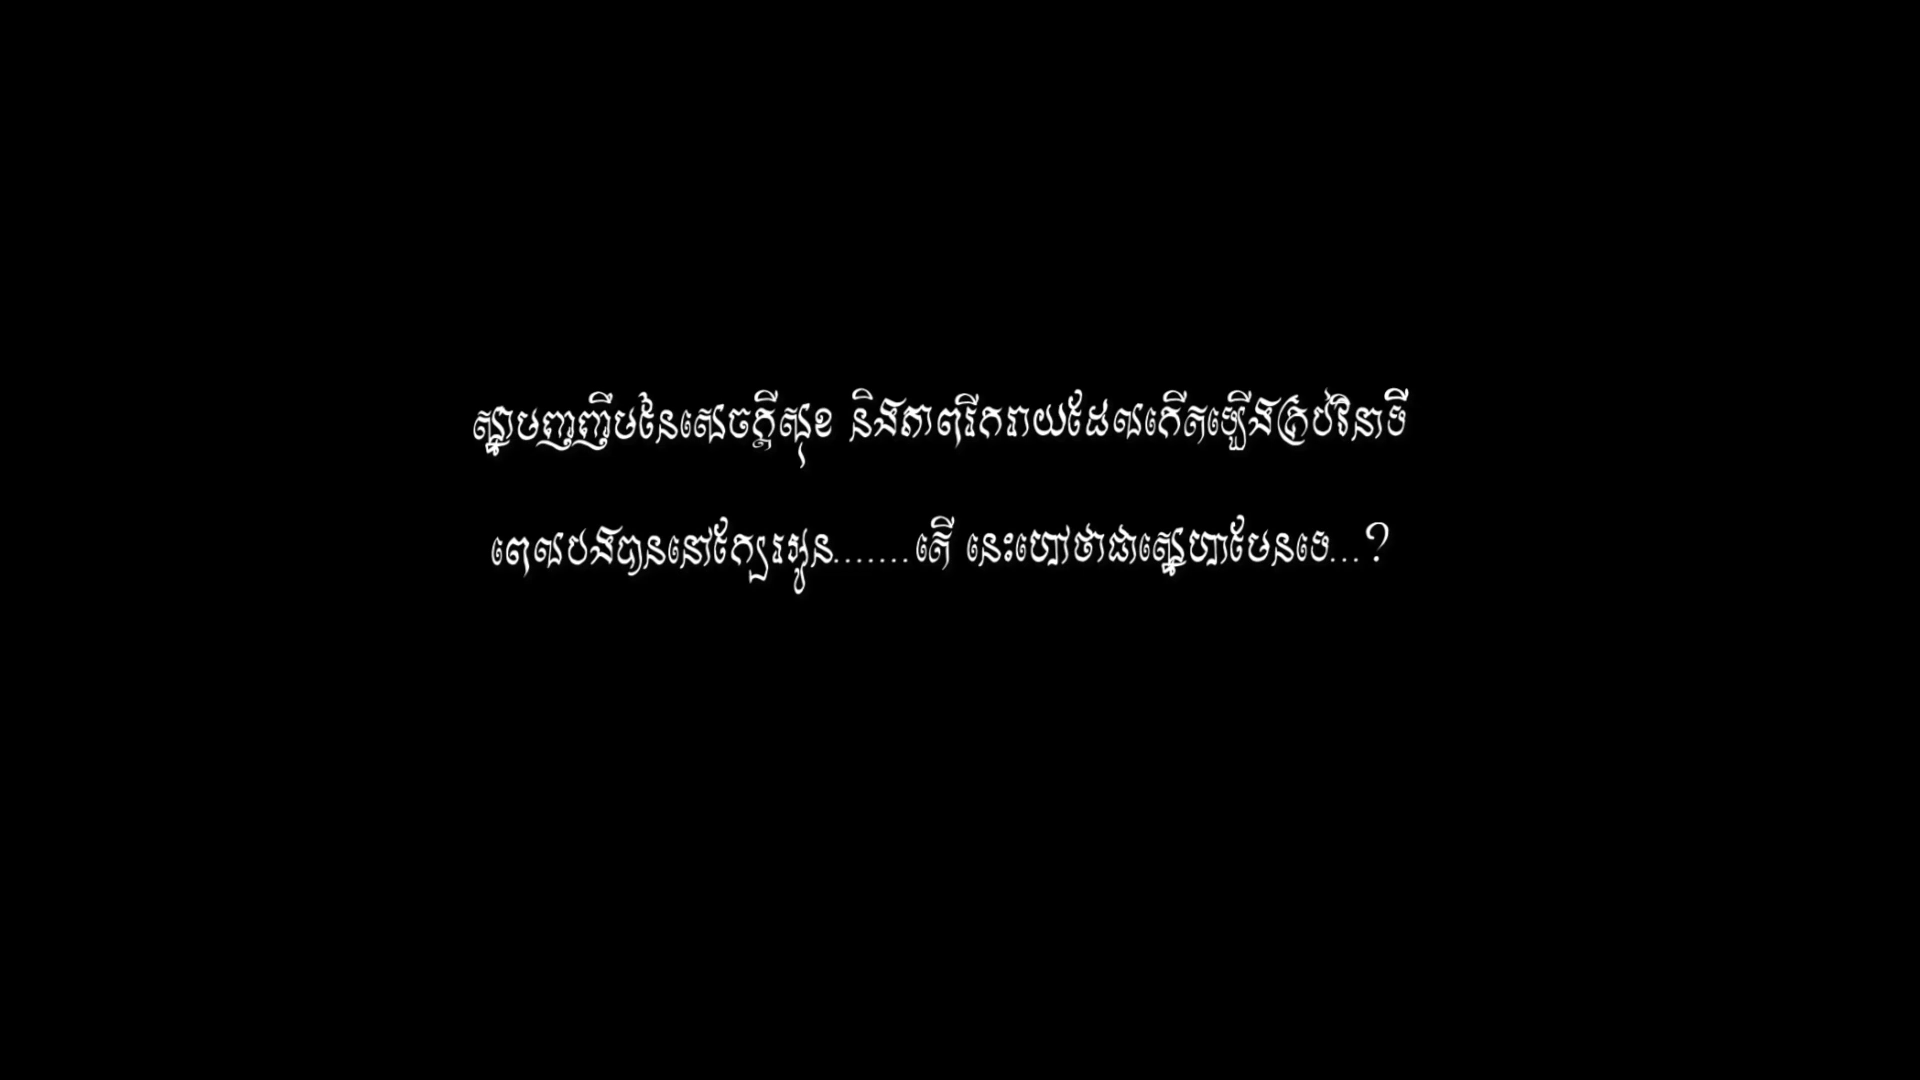 ស្នាមញញឹមនៃសេចក្តីសុខ និងភាពរីករាយដែលកើតឡើងគ្រប់វិនាទី
ពេលបងបាននៅក្បែរអូន.......តើ នេះហៅថាជាស្នេហាមែនទេ...?